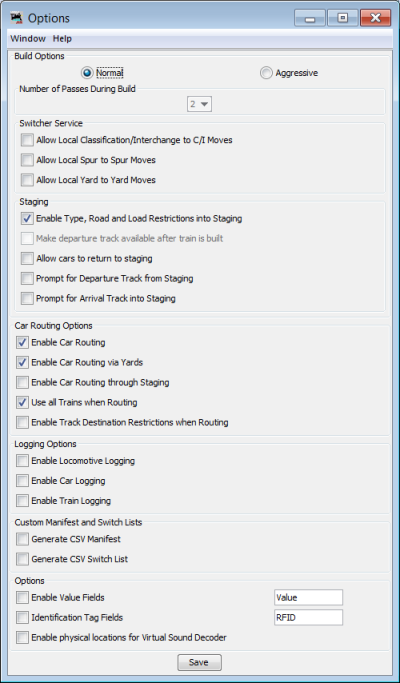 Options
Window Help
Build Options
Normal Aggressive
Number of Passes During Build
2
Switcher Service
Allow Local Classification/Interchange to C/I Moves
Allow Local Spur to Spur Moves
Allow Local Yard to Yard Moves
Staging
Enable Type, Road and Load Restrictions into Staging
Make departure track available after train is built
Allow cars to return to staging
Prompt for Departure Track from Staging
Prompt for Arrival Track into Staging
Car Routing Options
Enable Car Routing
Enable Car Routing via Yards
Enable Car Routing through Staging
Use all Trains when Routing
Enable Track Destination Restrictions when Routing
Logging Options
Enable Locomotive Logging
Enable Car Logging
Enable Train Logging
Custom Manifest and Switch Lists
Generate CSV Manifest
Generate CSV Switch List
Options
Enable Value Fields Value
Identification Tag Fields RFID
Enable physical locations for Virtual Sound Decoder
Save